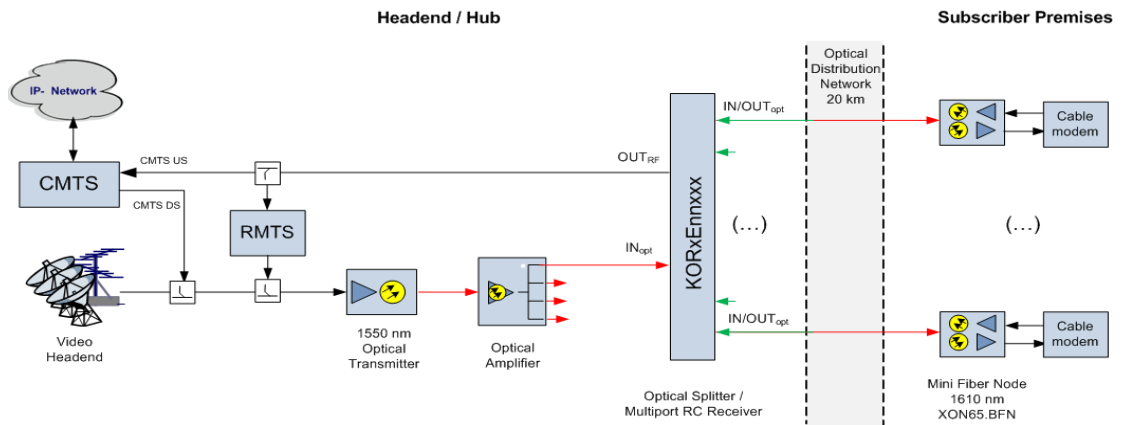 Headend / Hub
Subscriber Premises
IP- Network
CMTS
CMTS US
CMTS DS
RMTS
Video
Headend
1550 nm
Optical
Transmitter
Optical
Amplifier
OUTRF
INopt
KORxEnnxxx
Optical Splitter /
Multiport RC Receiver
IN/OUTopt
(...)
IN/OUTopt
Optical
Distribution
Network
20 km
Cable
modem
(...)
Cable
modem
Mini Fiber Node
1610 nm
XON65.BFN